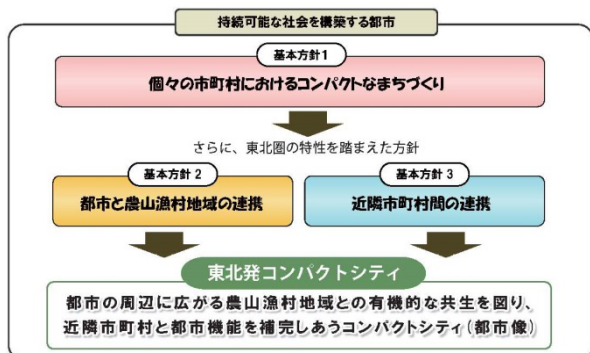 持続可能な社会を構築する都市
基本方針1
個々の市町村におけるコンパクトなまちづくり
さらに、東北圏の特性を踏まえた方針
基本方針2
都市と農山漁村地域の連携
基本方針3
近隣市町村間の連携
東北発コンパクトシティ
都市の周辺に広がる農山漁村地域との有機的な共生を図り、
近隣市町村と都市機能を補完しあうコンパクトシティ(都市像)